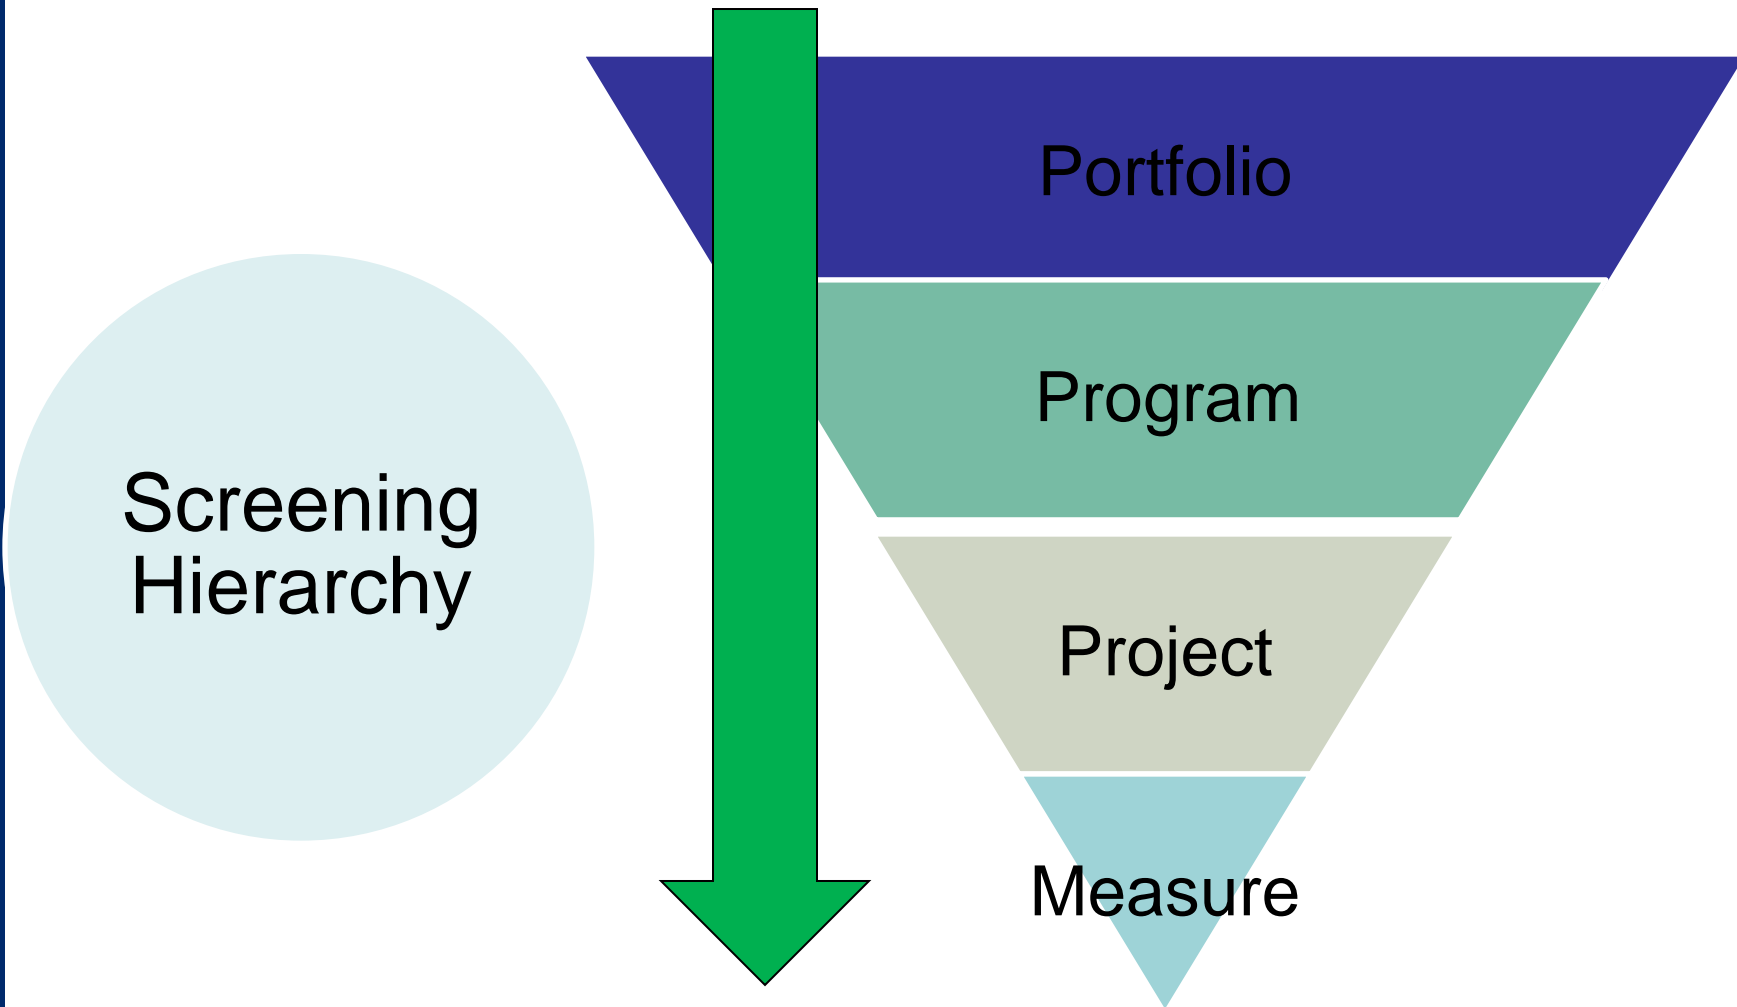 Screening
Hierarchy
Portfolio
Program
Project
Measure